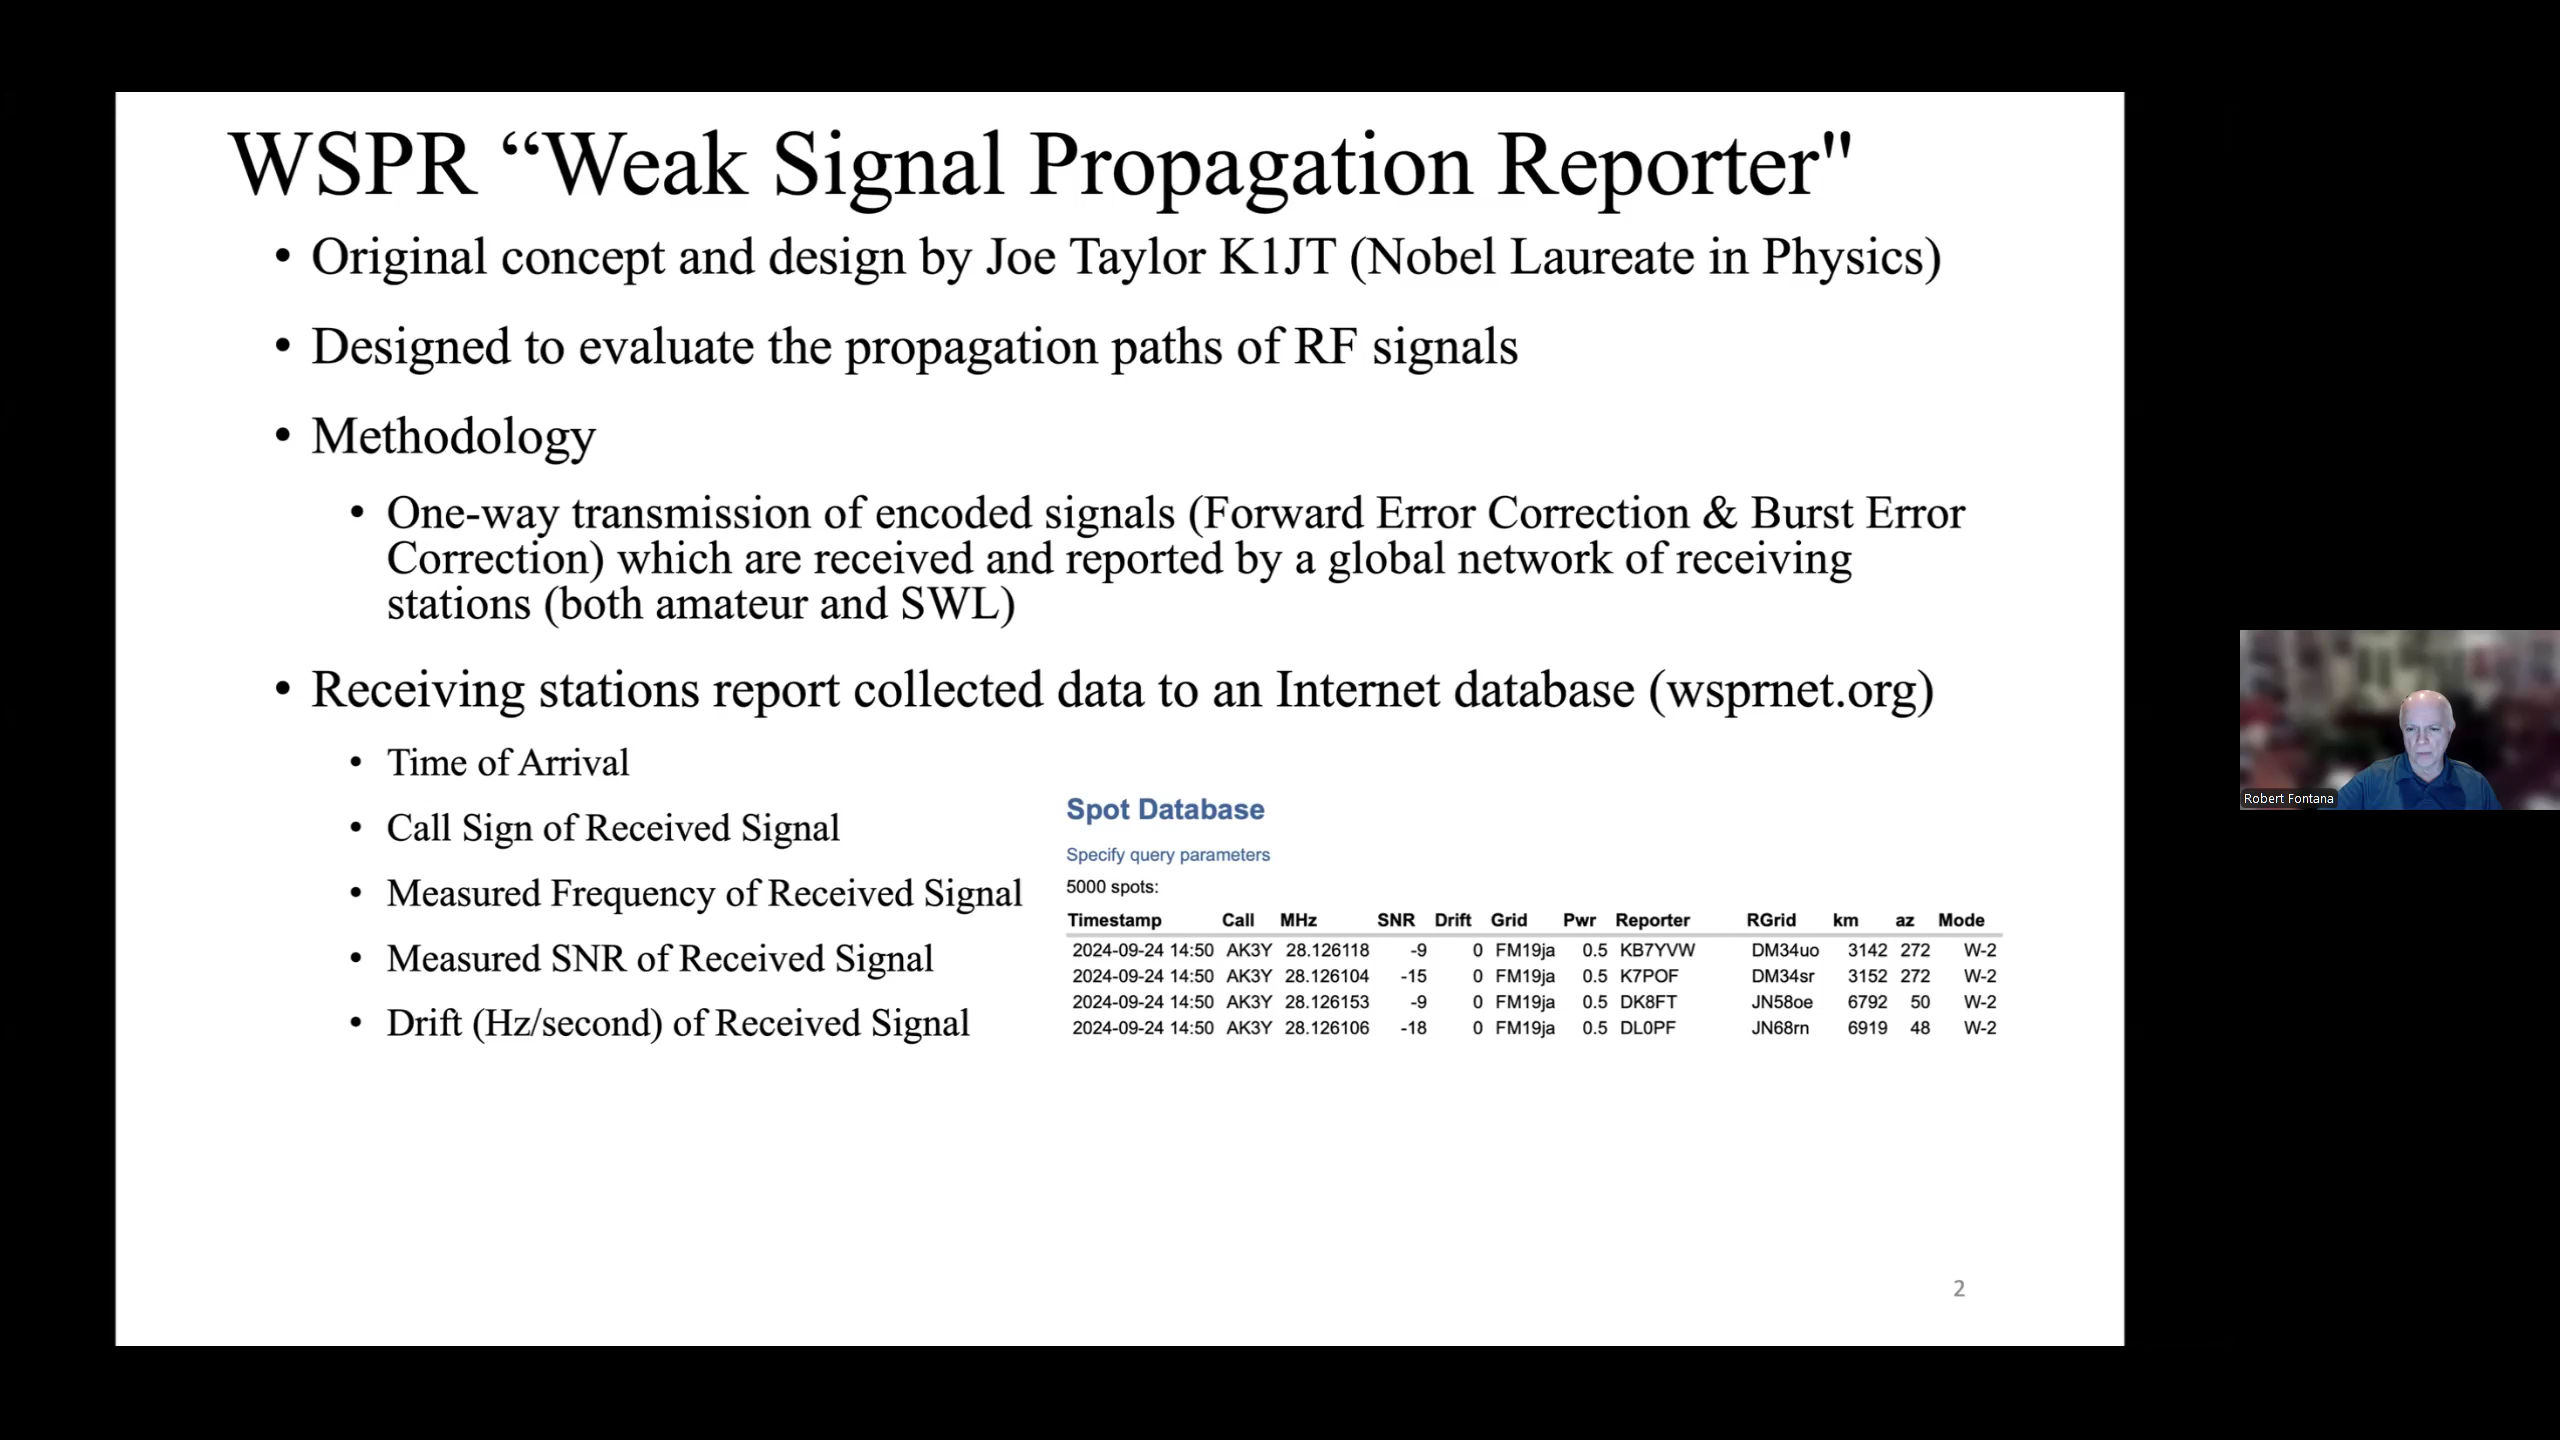 WSPR “Weak Signal Propagation Reporter"
• Original concept and design by Joe Taylor K1JT (Nobel Laureate in Physics)
• Designed to evaluate the propagation paths of RF signals
• Methodology
• One-way transmission of encoded signals (Forward Error Correction & Burst Error
Correction) which are received and reported by a global network of receiving
stations (both amateur and SWL)
• Receiving stations report collected data to an Internet database (wsprnet.org)
• Time of Arrival
• Call Sign of Received Signal
• Measured Frequency of Received Signal
• Measured SNR of Received Signal
• Drift (Hz/second) of Received Signal
Spot Database
Specify query parameters
5000 spots:
Timestamp Call MHz SNR Drift Grid Pwr Reporter RGrid km az Mode
2024-09-24 14:50 AK3Y 28.126118 -9 0 FM19ja 0.5 KB7YVW DM34uo 3142 272 W-2
2024-09-24 14:50 AK3Y 28.126104 -15 0 FM19ja 0.5 K7POF DM34sr 3152 272 W-2
2024-09-24 14:50 AK3Y 28.126153 -9 0 FM19ja 0.5 DK8FT JN58oe 6792 50 W-2
2024-09-24 14:50 AK3Y 28.126106 -18 0 FM19ja 0.5 DL0PF JN68rn 6919 48 W-2
2
Robert Fontana